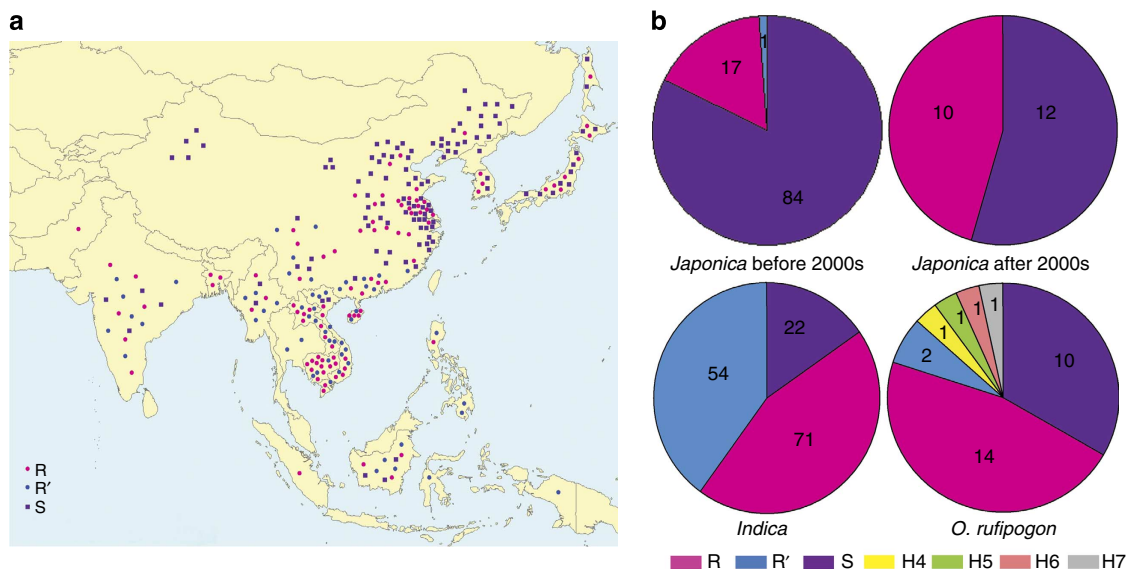 a
R
R′
S
b
1
17
84
Japonica before 2000s
10
12
Japonica after 2000s
54
22
71
Indica
1
1
1
1
2
10
14
O. rufipogon
R R′ S H4 H5 H6 H7